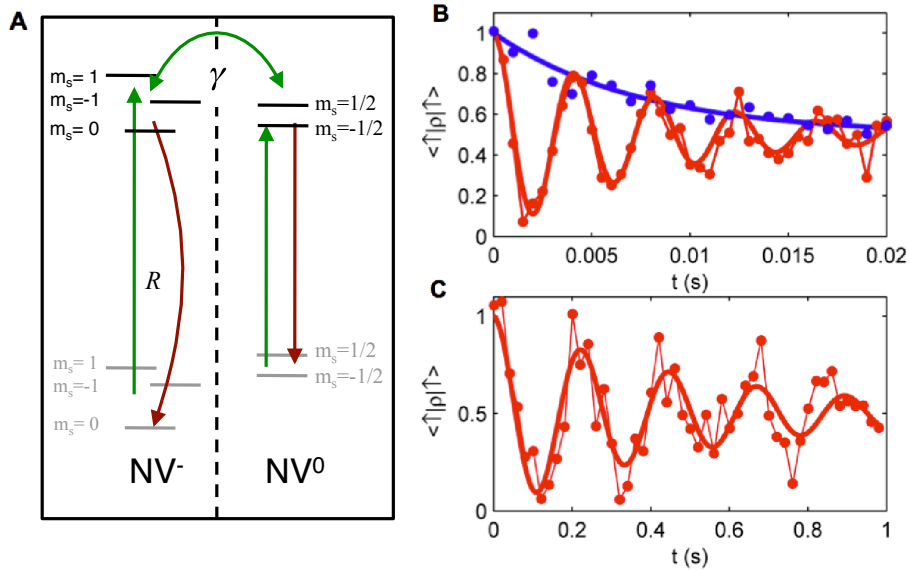 A
γ
m_s= 1
m_s=-1
m_s= 0
m_s=1/2
m_s=-1/2
R
m_s= 1
m_s=-1
m_s= 0
m_s=1/2
m_s=-1/2
NV⁻
NV⁰
B
<↑|ρ|↑>
1
0.8
0.6
0.4
0.2
0
0 0.005 0.01 0.015 0.02
t (s)
C
<↑|ρ|↑>
1
0.5
0
0 0.2 0.4 0.6 0.8 1
t (s)